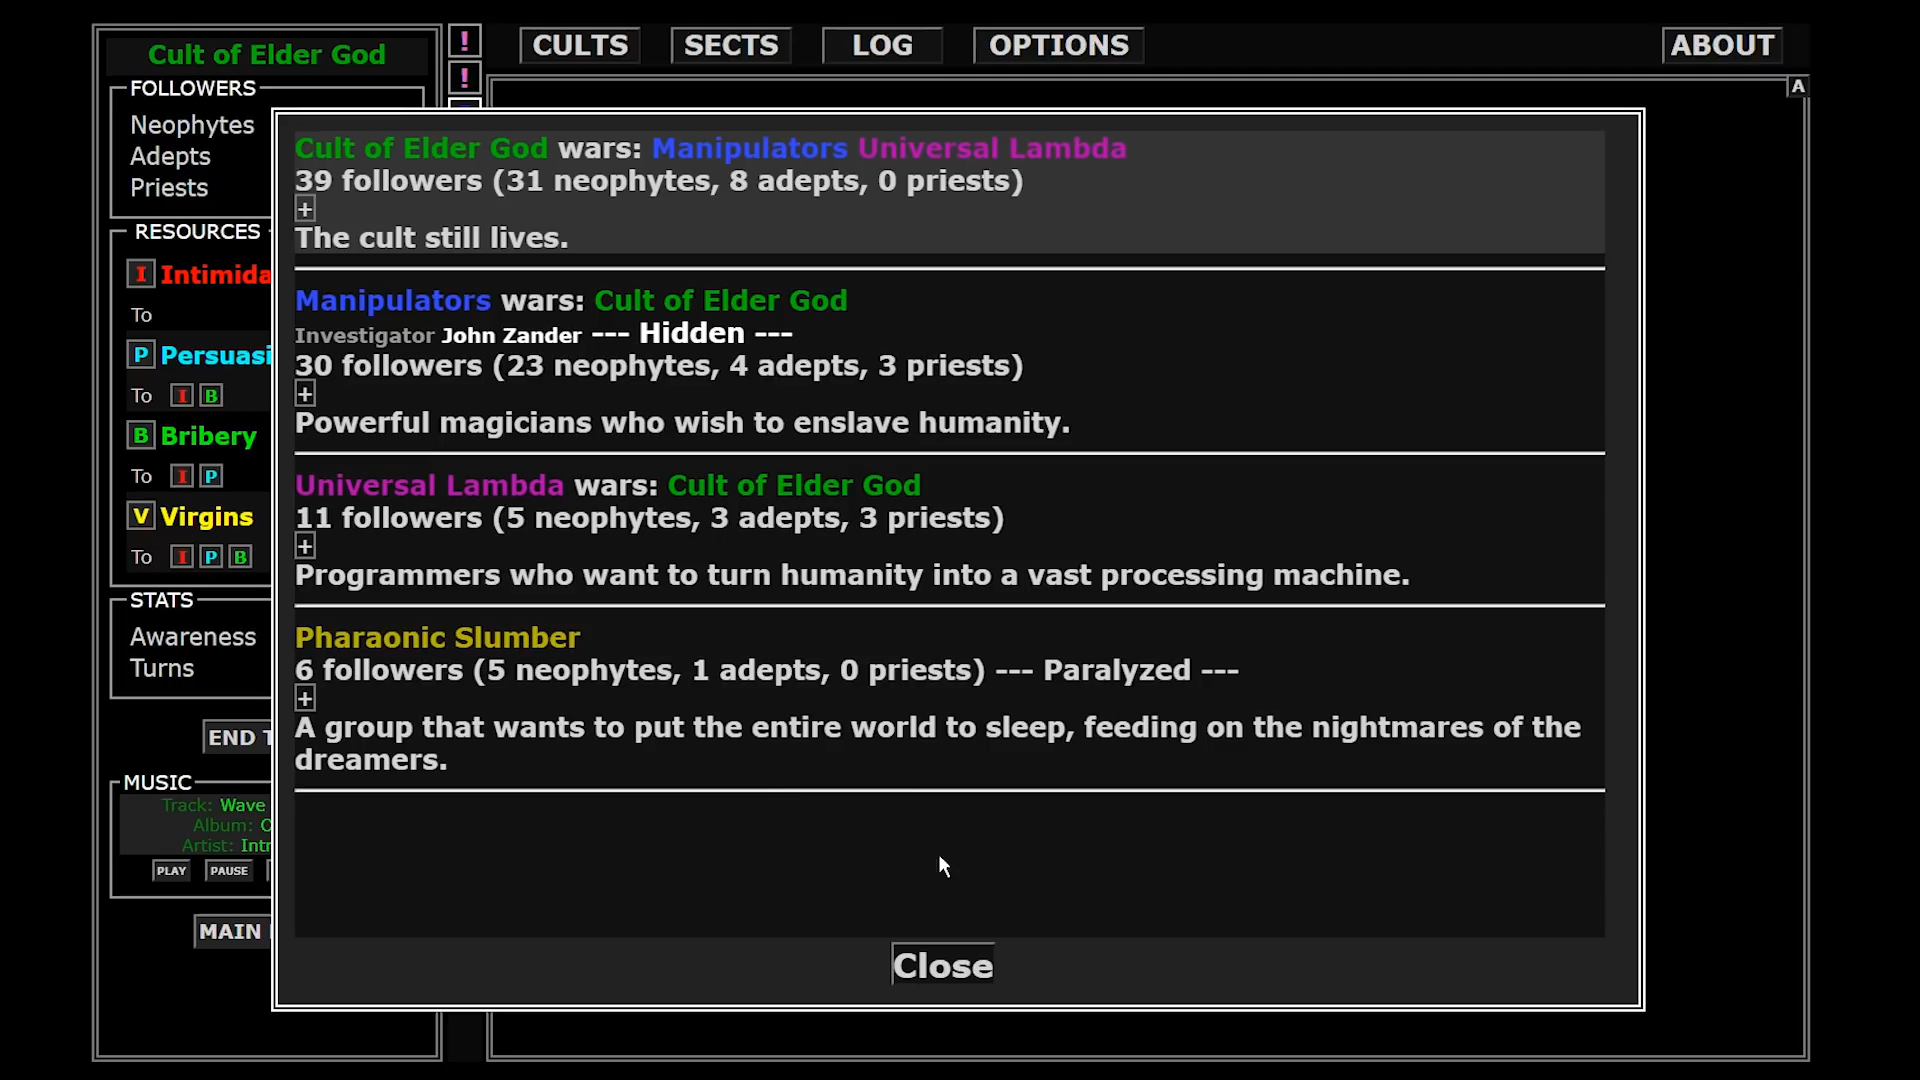 Cult of Elder God
FOLLOWERS
Neophytes
Adepts
Priests
RESOURCES
I Intimida
To
P Persuasi
To I B
B Bribery
To I P
V Virgins
To I P B
STATS
Awareness
Turns
END T
MUSIC
Track: Wave
Album: O
Artist: Intr
PLAY PAUSE
MAIN
!
!
CULTS SECTS LOG OPTIONS ABOUT
A
Cult of Elder God wars: Manipulators Universal Lambda
39 followers (31 neophytes, 8 adepts, 0 priests)
+
The cult still lives.
Manipulators wars: Cult of Elder God
Investigator John Zander --- Hidden ---
30 followers (23 neophytes, 4 adepts, 3 priests)
+
Powerful magicians who wish to enslave humanity.
Universal Lambda wars: Cult of Elder God
11 followers (5 neophytes, 3 adepts, 3 priests)
+
Programmers who want to turn humanity into a vast processing machine.
Pharaonic Slumber
6 followers (5 neophytes, 1 adepts, 0 priests) --- Paralyzed ---
+
A group that wants to put the entire world to sleep, feeding on the nightmares of the
dreamers.
Close